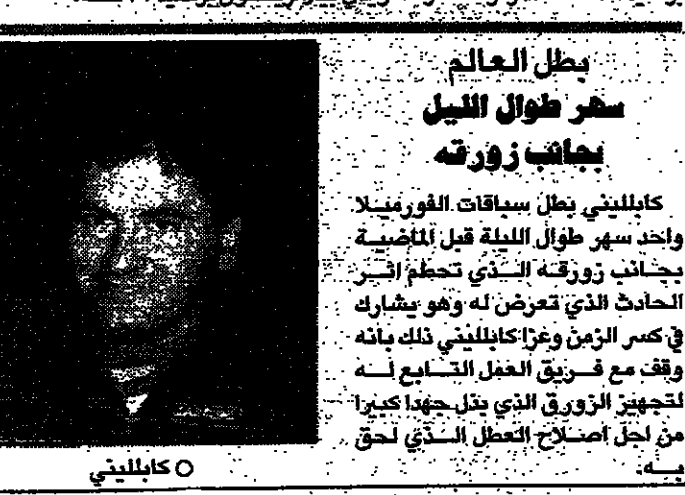 بطل العالم
سهر طوال الليل
بجانب زورقه
كابلليني بطل سباقات الفورميلا
واحد سهر طوال الليلة قبل الماضية
بجانب زورقه الذي تحطم اثر
الحادث الذي تعرض له وهو يشارك
في كسر الزمن وعزا كابلليني ذلك بانه
وقف مع فريق العمل التابع له
لتجهيز الزورق الذي بذل جهدا كبيرا
من اجل اصلاح العطل الذي لحق
به.
○ كابلليني